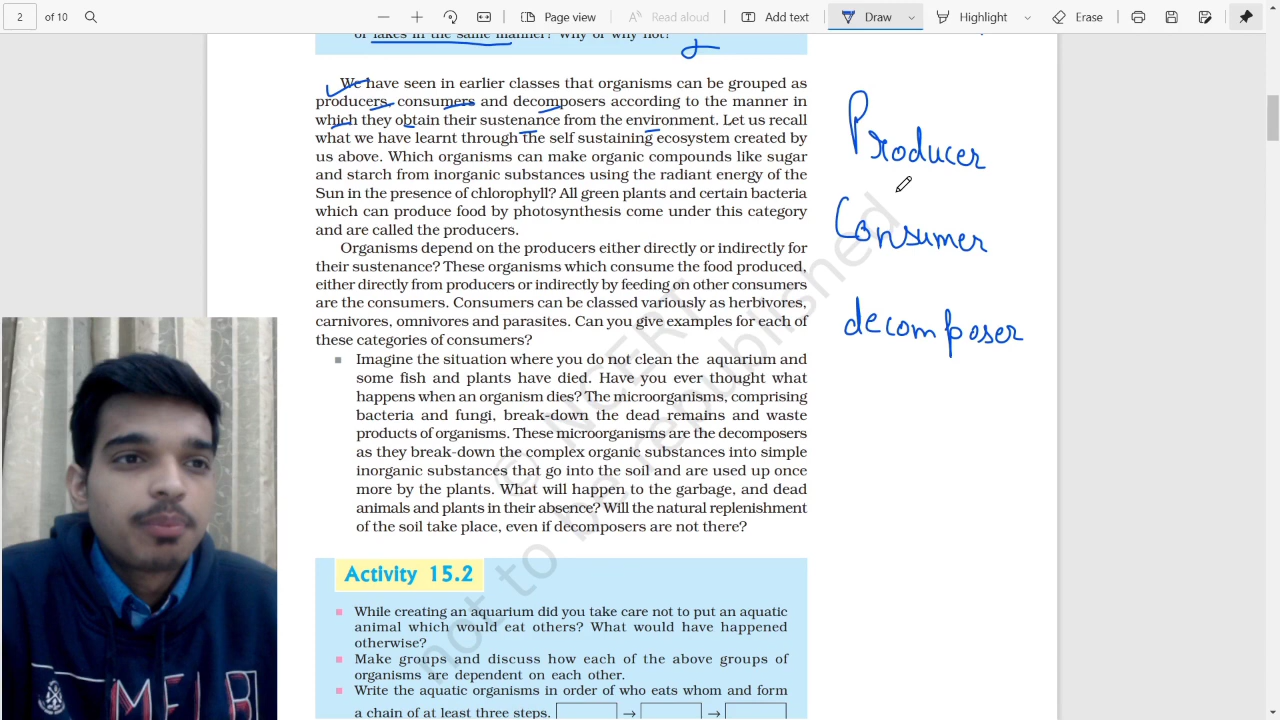 2 of 10 Page view Read aloud Add text Draw Highlight Erase
of lakes in the same manner? Why or why not?
We have seen in earlier classes that organisms can be grouped as
producers, consumers and decomposers according to the manner in
which they obtain their sustenance from the environment. Let us recall
what we have learnt through the self sustaining ecosystem created by
us above. Which organisms can make organic compounds like sugar
and starch from inorganic substances using the radiant energy of the
Sun in the presence of chlorophyll? All green plants and certain bacteria
which can produce food by photosynthesis come under this category
and are called the producers.
Organisms depend on the producers either directly or indirectly for
their sustenance? These organisms which consume the food produced,
either directly from producers or indirectly by feeding on other consumers
are the consumers. Consumers can be classed variously as herbivores,
carnivores, omnivores and parasites. Can you give examples for each of
these categories of consumers?
Imagine the situation where you do not clean the aquarium and
some fish and plants have died. Have you ever thought what
happens when an organism dies? The microorganisms, comprising
bacteria and fungi, break-down the dead remains and waste
products of organisms. These microorganisms are the decomposers
as they break-down the complex organic substances into simple
inorganic substances that go into the soil and are used up once
more by the plants. What will happen to the garbage, and dead
animals and plants in their absence? Will the natural replenishment
of the soil take place, even if decomposers are not there?
Activity 15.2
While creating an aquarium did you take care not to put an aquatic
animal which would eat others? What would have happened
otherwise?
Make groups and discuss how each of the above groups of
organisms are dependent on each other.
Write the aquatic organisms in order of who eats whom and form
a chain of at least three steps. → →
Producer
Consumer
decomposer
© NCERT
not to be republished